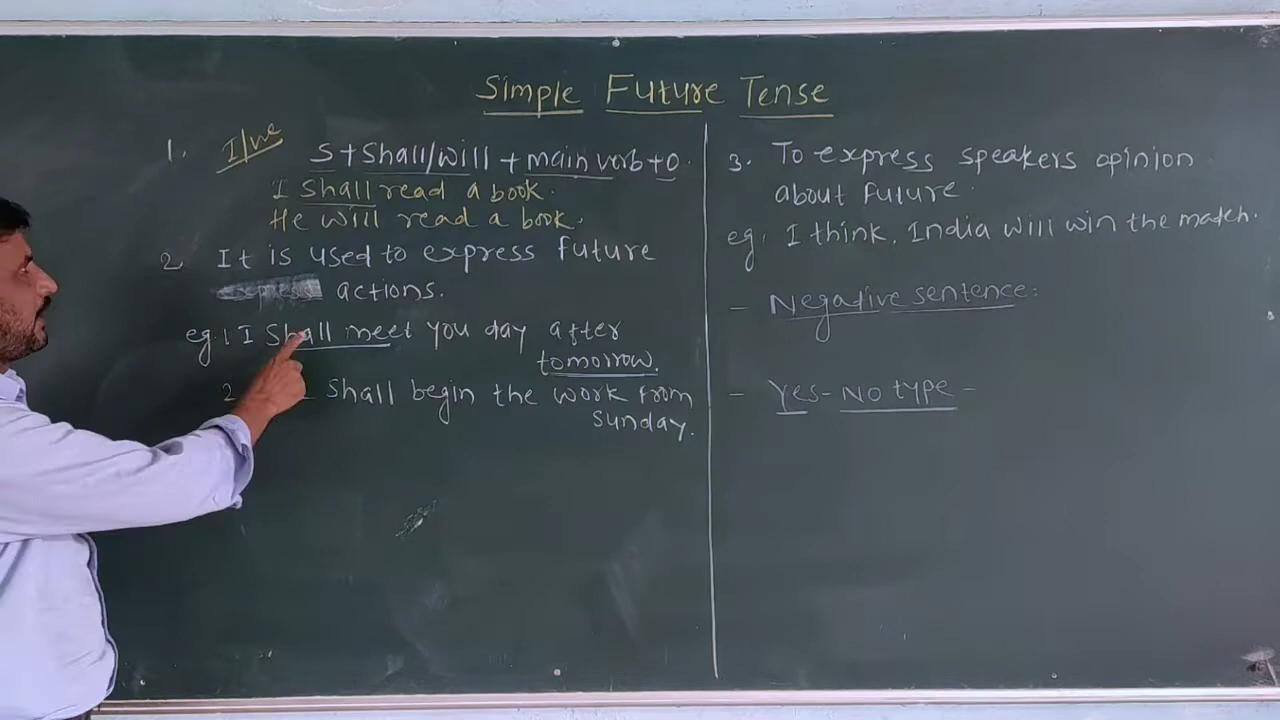 Simple Future Tense
1. I/we S + Shall/will + main verb + O.
I Shall read a book.
He will read a book.
2 It is used to express future
actions.
eg. 1 I Shall meet you day after
tomorrow.
2 Shall begin the work from
Sunday.
3. To express speakers opinion
about future.
eg. I think, India will win the match.
- Negative sentence:
- Yes-No type -